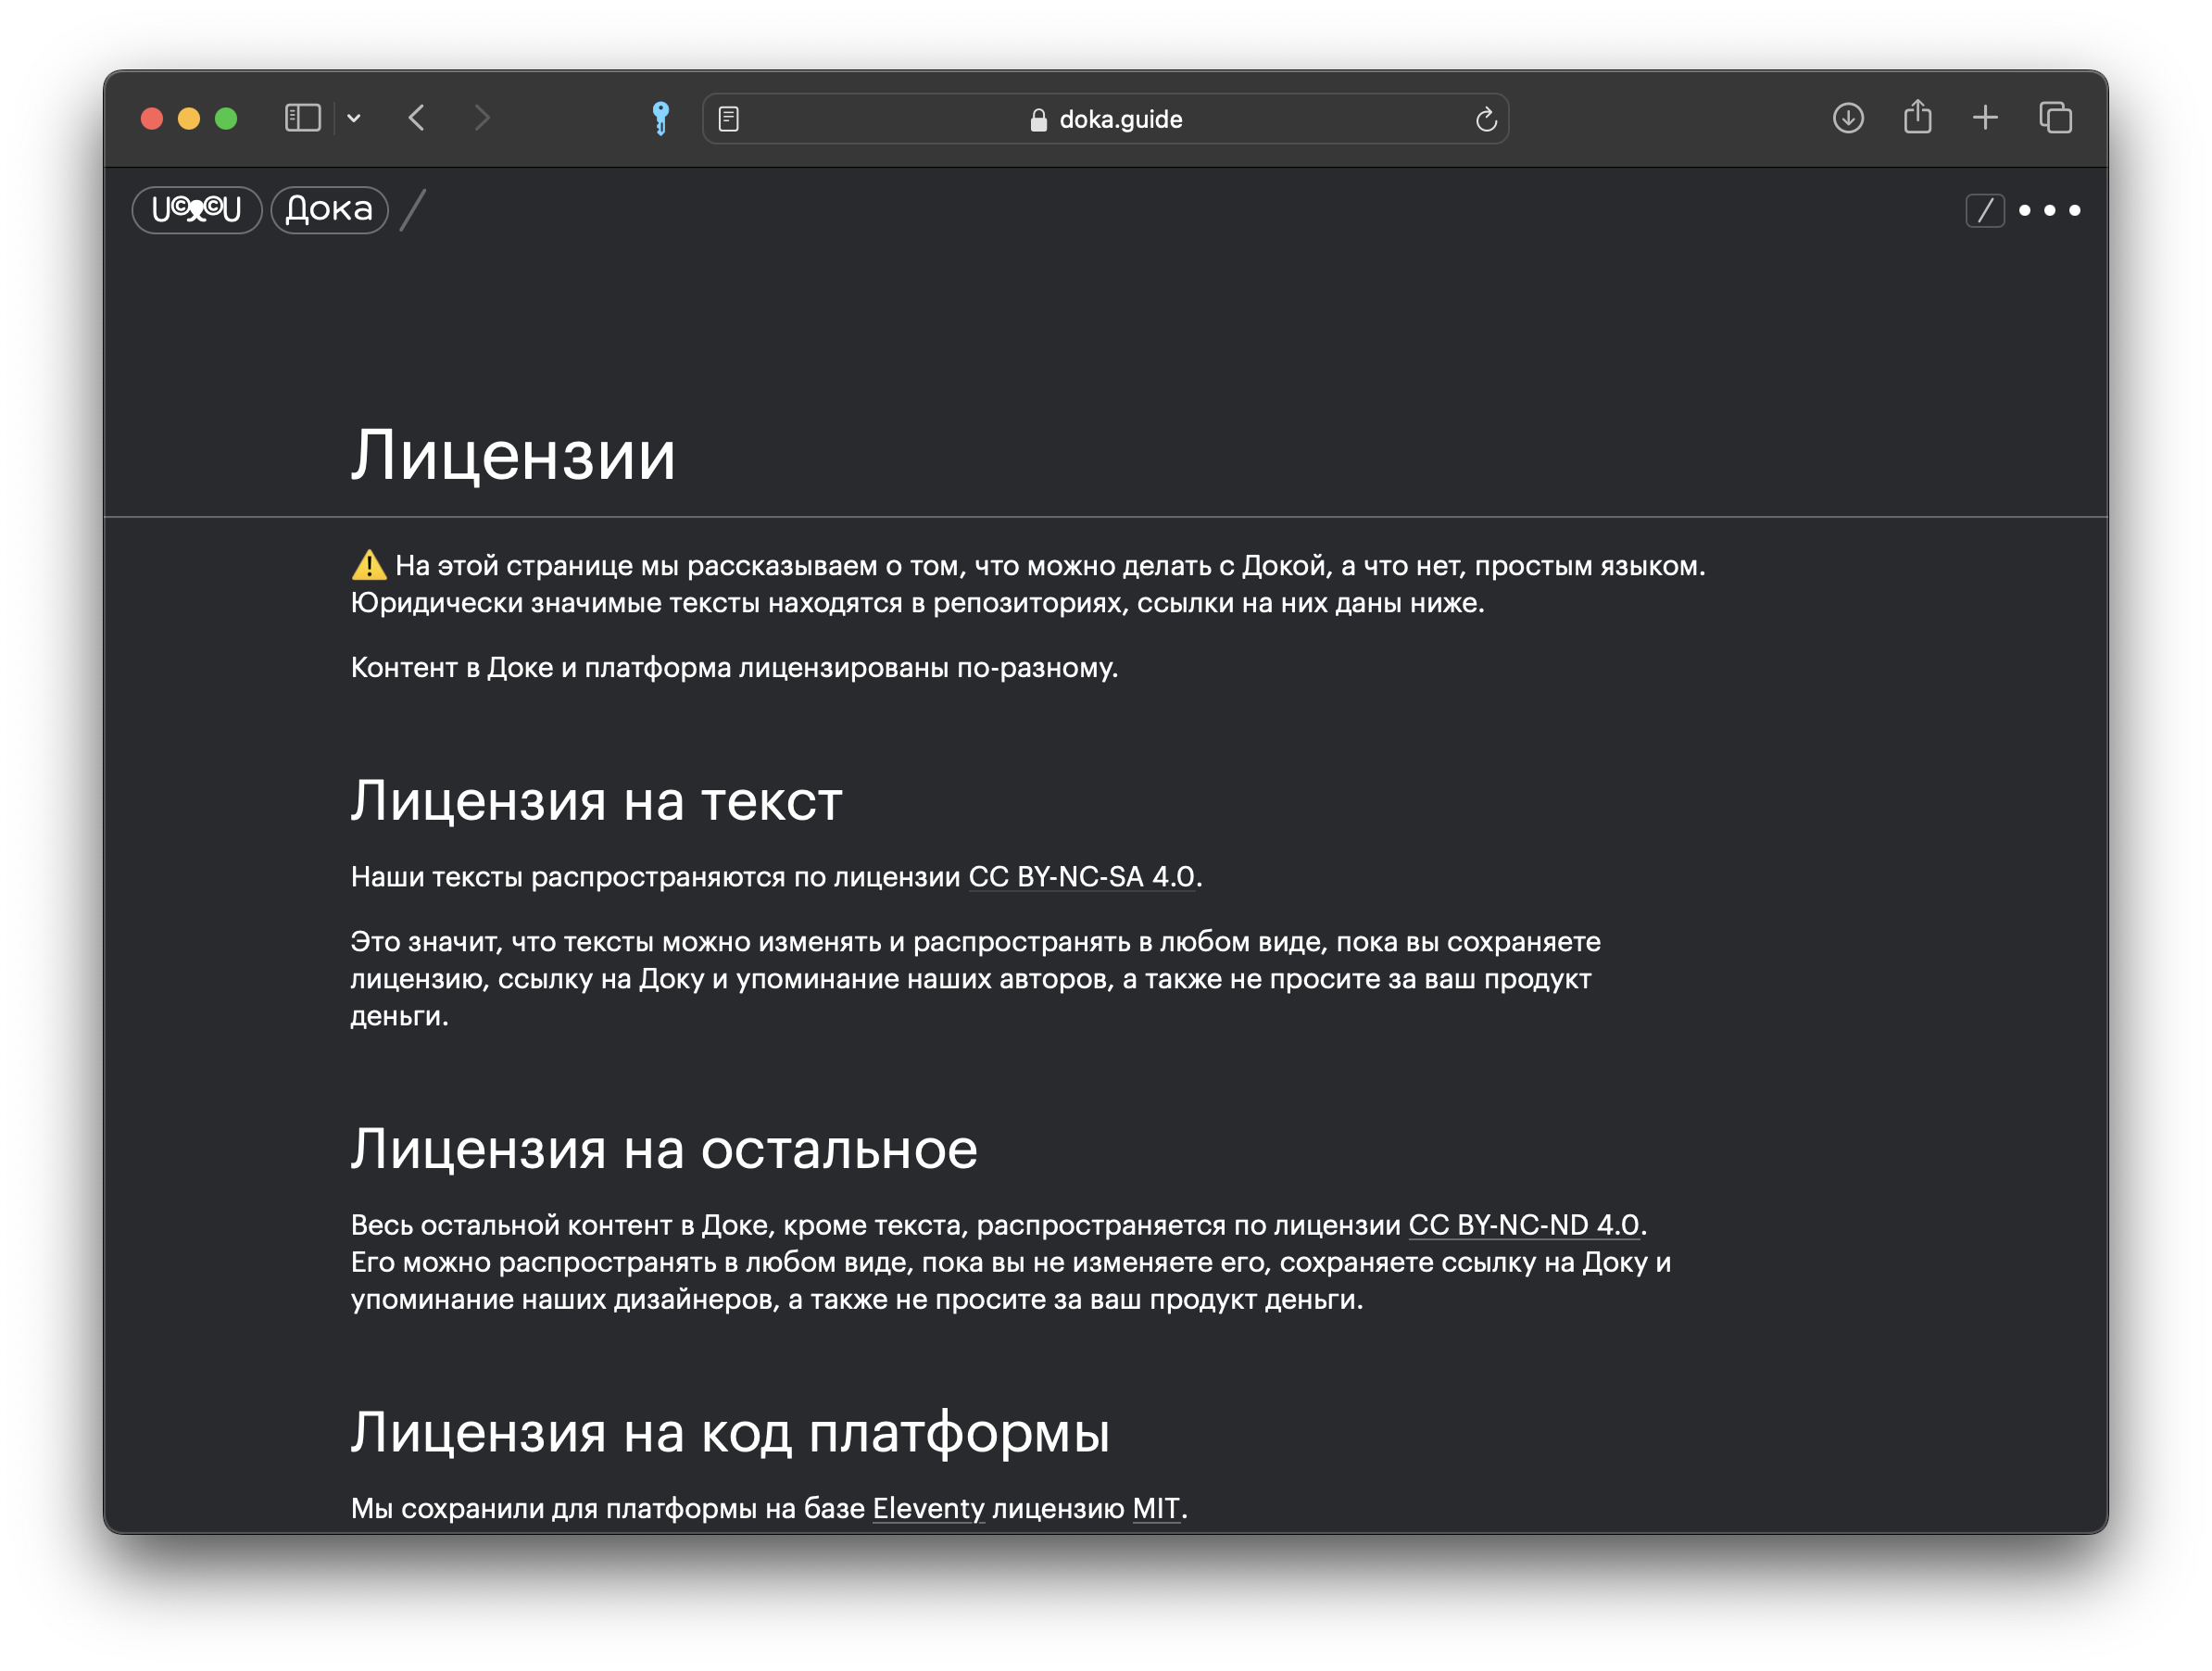 doka.guide
Дока
Лицензии
⚠️ На этой странице мы рассказываем о том, что можно делать с Докой, а что нет, простым языком.
Юридически значимые тексты находятся в репозиториях, ссылки на них даны ниже.
Контент в Доке и платформа лицензированы по-разному.
Лицензия на текст
Наши тексты распространяются по лицензии CC BY-NC-SA 4.0.
Это значит, что тексты можно изменять и распространять в любом виде, пока вы сохраняете
лицензию, ссылку на Доку и упоминание наших авторов, а также не просите за ваш продукт
деньги.
Лицензия на остальное
Весь остальной контент в Доке, кроме текста, распространяется по лицензии CC BY-NC-ND 4.0.
Его можно распространять в любом виде, пока вы не изменяете его, сохраняете ссылку на Доку и
упоминание наших дизайнеров, а также не просите за ваш продукт деньги.
Лицензия на код платформы
Мы сохранили для платформы на базе Eleventy лицензию MIT.